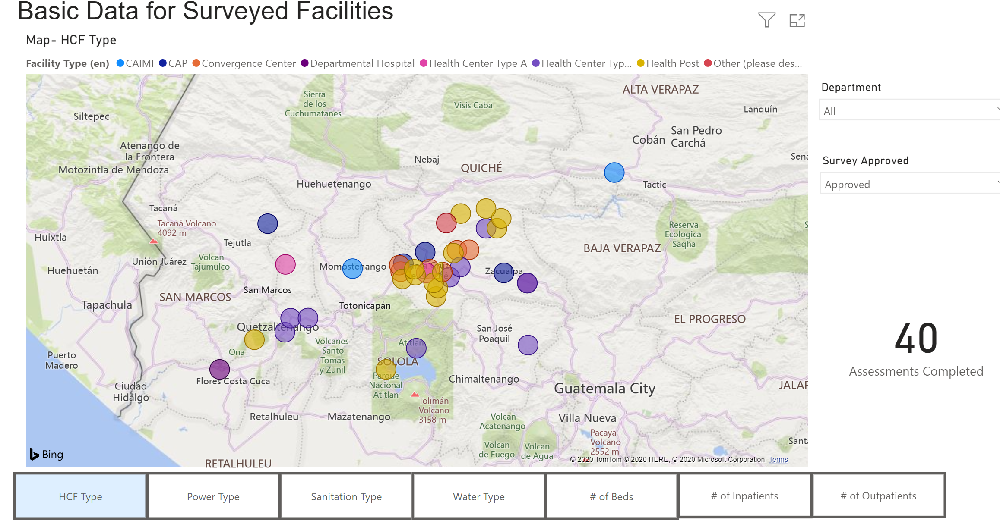 Basic Data for Surveyed Facilities
Map- HCF Type
Facility Type (en) CAIMI CAP Convergence Center Departmental Hospital Health Center Type A Health Center Typ... Health Post Other (please des...
Sierra
de los
Cuchumatanes
Visis Caba
ALTA VERAPAZ
Lanquín
Siltepec
San Pedro
Carchá
Cobán
Atenango de
la Frontera
Motozintla de Mendoza
Nebaj
QUICHÉ
Huehuetenango
Tactic
Tacaná
Tacaná Volcano
4092 m
Huixtla
Tejutla
Reserva
Ecologica
Saqha
BAJA VERAPAZ
Volcan
Tajumulco
Unión Juárez
Huehuetán
Momostenango
Zacualpa
San Marcos
SAN MARCOS
Tapachula
Totonicapán
Quetzaltenango
San José
Poaquil
EL PROGRESO
Volcanes
Santo
Tomas
y Zunil
Atitlan
Ona
Puerto
Madero
SOLOLÁ
Parque
Nacional
Atitlan
Flores Costa Cuca
Chimaltenango
Guatemala City
Ciudad
Hidalgo
Tolimán
Volcano
3158 m
Retalhuleu
Mazatenango
Volcan
Acatenango
Villa Nueva
Pacaya
Volcano
2552 m
Volcan
de Fuego
Volcan
de Agua
RETALHULEU
Bing
© 2020 TomTom © 2020 HERE, © 2020 Microsoft Corporation Terms
Department
All
Survey Approved
Approved
40
Assessments Completed
HCF Type
Power Type
Sanitation Type
Water Type
# of Beds
# of Inpatients
# of Outpatients